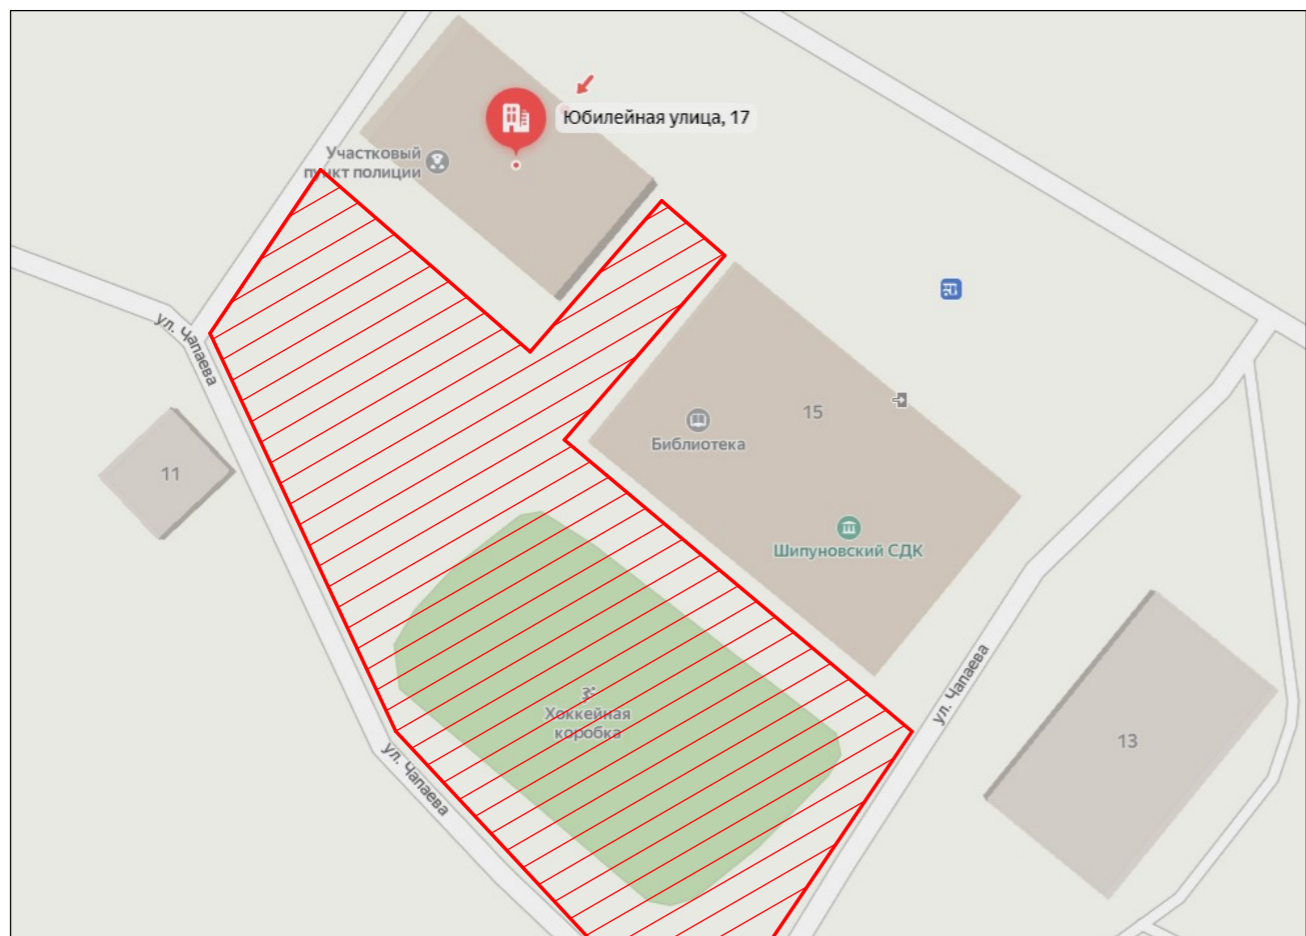 Юбилейная улица, 17
Участковый
пункт полиции
ул. Чапаева
11
15
Библиотека
Шипуновский СДК
Хоккейная
коробка
ул. Чапаева
ул. Чапаева
13